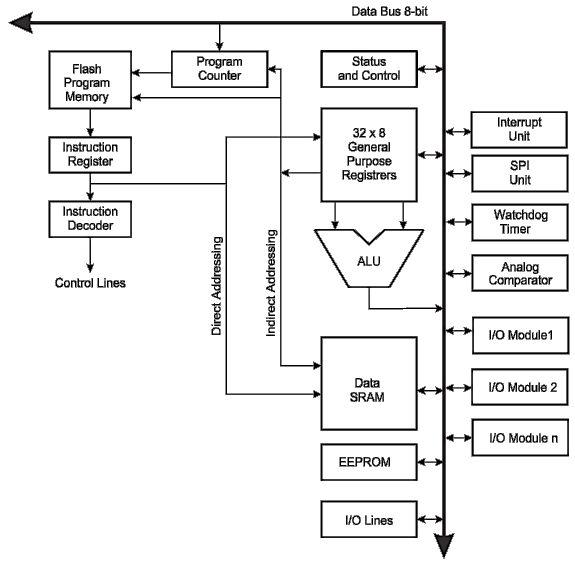 Data Bus 8-bit
Flash
Program
Memory
Program
Counter
Status
and Control
Instruction
Register
32 x 8
General
Purpose
Registrers
Interrupt
Unit
SPI
Unit
Instruction
Decoder
Watchdog
Timer
ALU
Control Lines
Direct Addressing
Indirect Addressing
Analog
Comparator
I/O Module1
Data
SRAM
I/O Module 2
I/O Module n
EEPROM
I/O Lines